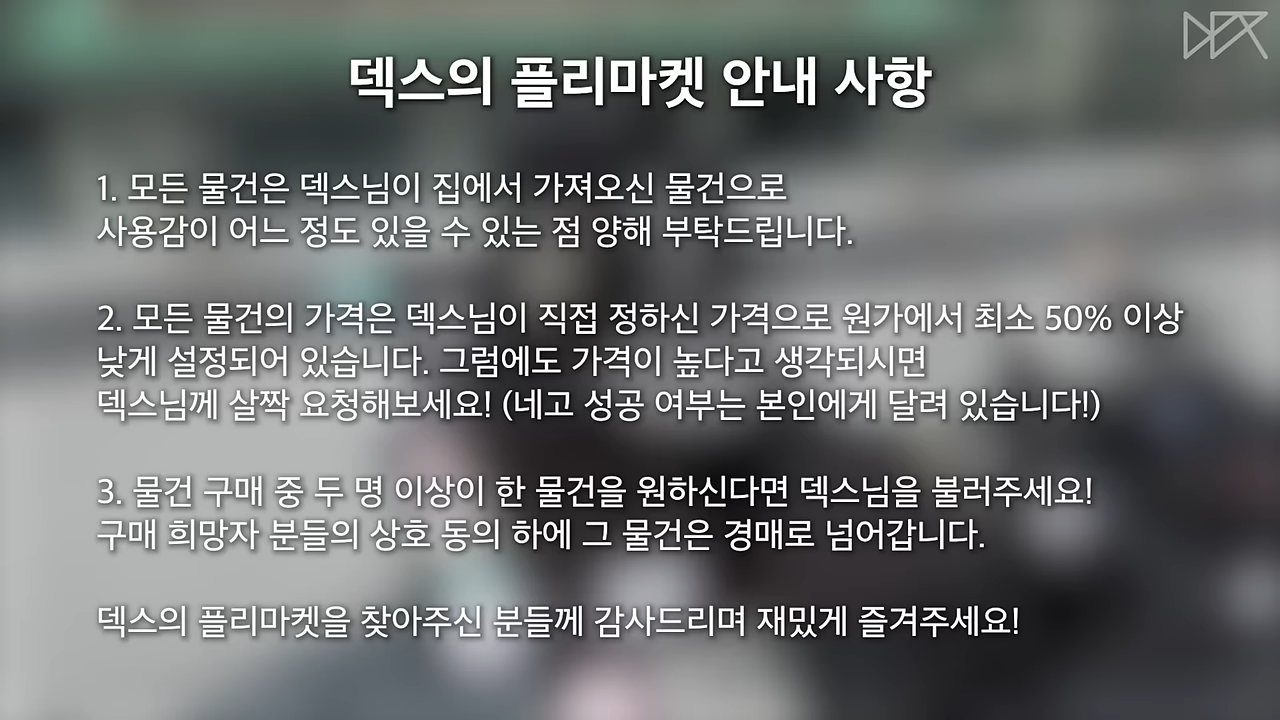 덱스의 플리마켓 안내 사항
1. 모든 물건은 덱스님이 집에서 가져오신 물건으로
사용감이 어느 정도 있을 수 있는 점 양해 부탁드립니다.
2. 모든 물건의 가격은 덱스님이 직접 정하신 가격으로 원가에서 최소 50% 이상
낮게 설정되어 있습니다. 그럼에도 가격이 높다고 생각되시면
덱스님께 살짝 요청해보세요! (네고 성공 여부는 본인에게 달려 있습니다!)
3. 물건 구매 중 두 명 이상이 한 물건을 원하신다면 덱스님을 불러주세요!
구매 희망자 분들의 상호 동의 하에 그 물건은 경매로 넘어갑니다.
덱스의 플리마켓을 찾아주신 분들께 감사드리며 재밌게 즐겨주세요!